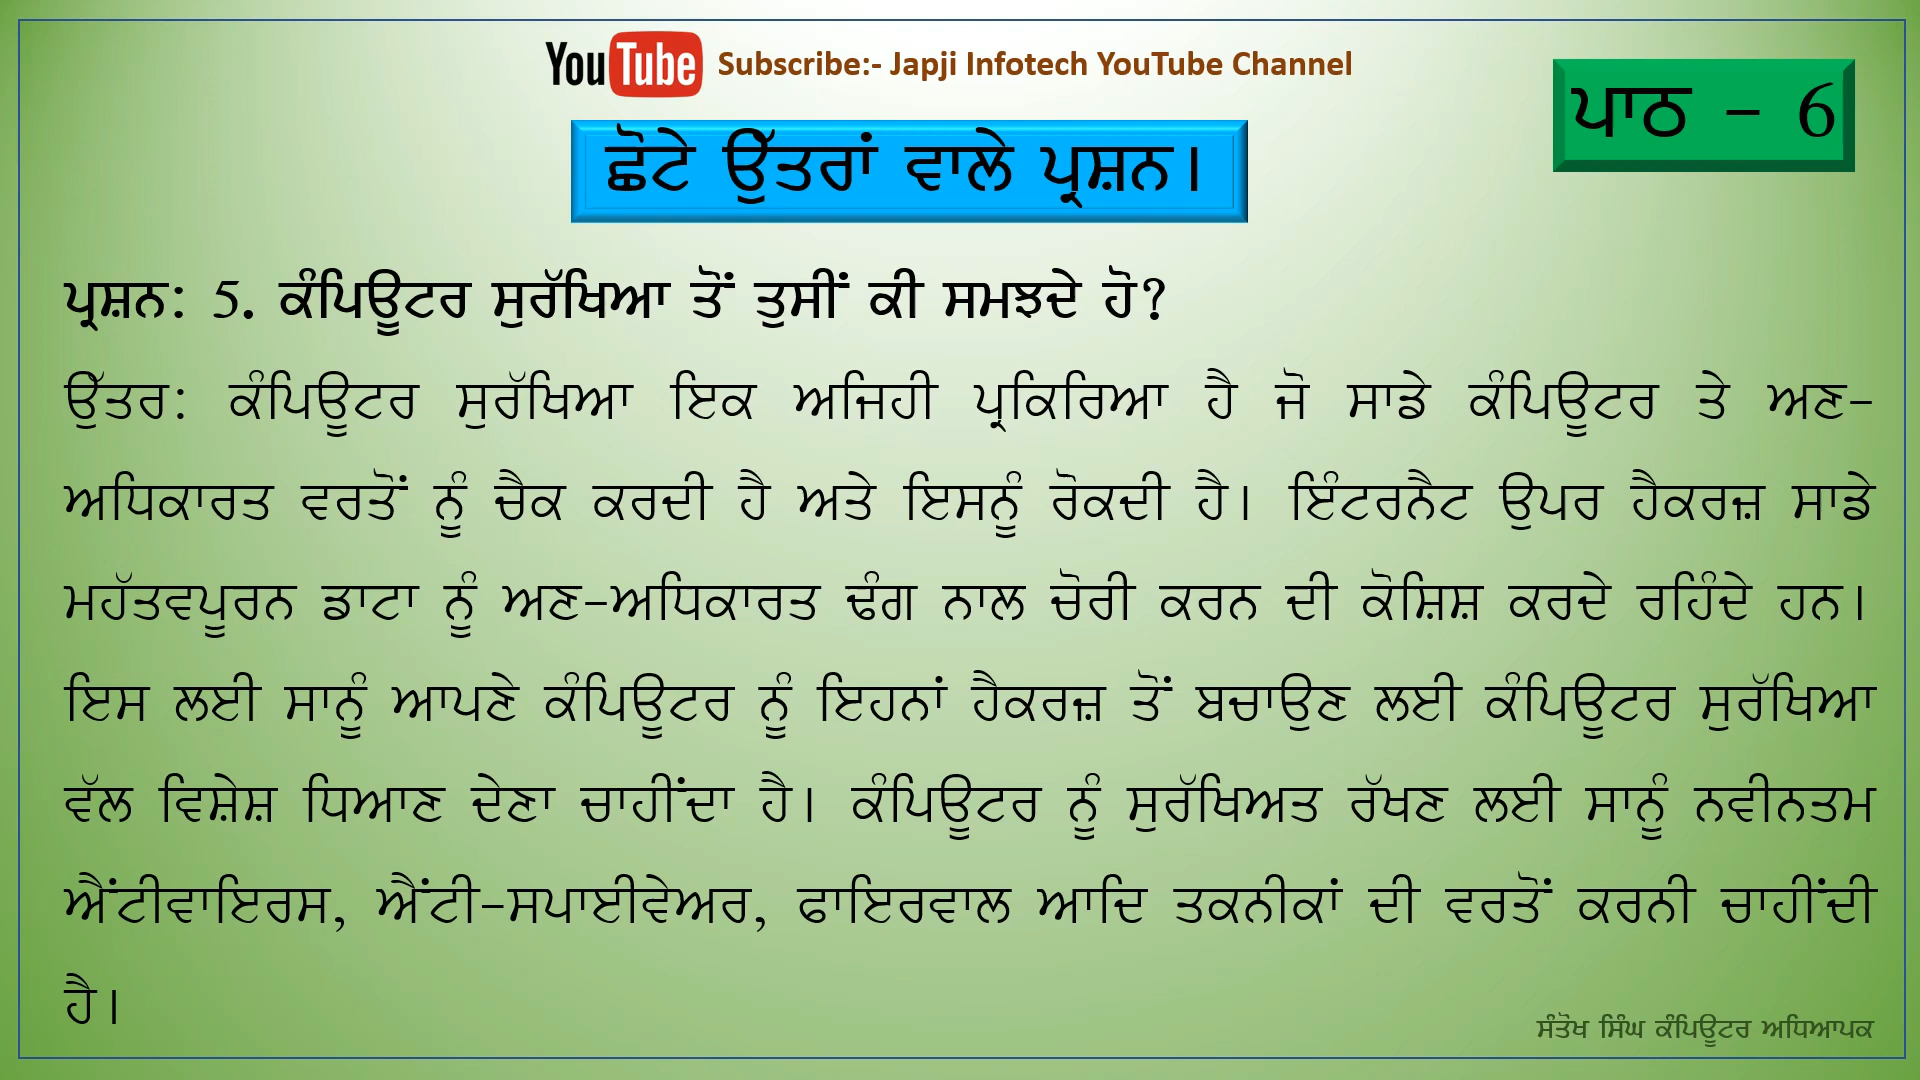 YouTube Subscribe:- Japji Infotech YouTube Channel
ਪਾਠ - 6
ਛੋਟੇ ਉੱਤਰਾਂ ਵਾਲੇ ਪ੍ਰਸ਼ਨ।
ਪ੍ਰਸ਼ਨ: 5. ਕੰਪਿਊਟਰ ਸੁਰੱਖਿਆ ਤੋਂ ਤੁਸੀਂ ਕੀ ਸਮਝਦੇ ਹੋ?
ਉੱਤਰ: ਕੰਪਿਊਟਰ ਸੁਰੱਖਿਆ ਇਕ ਅਜਿਹੀ ਪ੍ਰਕਿਰਿਆ ਹੈ ਜੋ ਸਾਡੇ ਕੰਪਿਊਟਰ ਤੇ ਅਣ-
ਅਧਿਕਾਰਤ ਵਰਤੋਂ ਨੂੰ ਚੈਕ ਕਰਦੀ ਹੈ ਅਤੇ ਇਸਨੂੰ ਰੋਕਦੀ ਹੈ। ਇੰਟਰਨੈਟ ਉਪਰ ਹੈਕਰਜ਼ ਸਾਡੇ
ਮਹੱਤਵਪੂਰਨ ਡਾਟਾ ਨੂੰ ਅਣ-ਅਧਿਕਾਰਤ ਢੰਗ ਨਾਲ ਚੋਰੀ ਕਰਨ ਦੀ ਕੋਸ਼ਿਸ਼ ਕਰਦੇ ਰਹਿੰਦੇ ਹਨ।
ਇਸ ਲਈ ਸਾਨੂੰ ਆਪਣੇ ਕੰਪਿਊਟਰ ਨੂੰ ਇਹਨਾਂ ਹੈਕਰਜ਼ ਤੋਂ ਬਚਾਉਣ ਲਈ ਕੰਪਿਊਟਰ ਸੁਰੱਖਿਆ
ਵੱਲ ਵਿਸ਼ੇਸ਼ ਧਿਆਣ ਦੇਣਾ ਚਾਹੀਂਦਾ ਹੈ। ਕੰਪਿਊਟਰ ਨੂੰ ਸੁਰੱਖਿਅਤ ਰੱਖਣ ਲਈ ਸਾਨੂੰ ਨਵੀਨਤਮ
ਐਂਟੀਵਾਇਰਸ, ਐਂਟੀ-ਸਪਾਈਵੇਅਰ, ਫਾਇਰਵਾਲ ਆਦਿ ਤਕਨੀਕਾਂ ਦੀ ਵਰਤੋਂ ਕਰਨੀ ਚਾਹੀਂਦੀ
ਹੈ।
ਸੰਤੋਖ ਸਿੰਘ ਕੰਪਿਊਟਰ ਅਧਿਆਪਕ